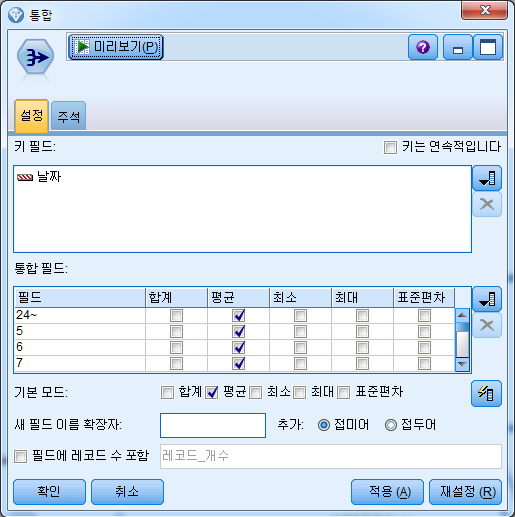 통합
미리보기(P)
설정 주석
키 필드: 키는 연속적입니다
날짜
통합 필드:
필드 합계 평균 최소 최대 표준편차
24~
5
6
7
기본 모드: 합계 평균 최소 최대 표준편차
새 필드 이름 확장자: 추가: 접미어 접두어
필드에 레코드 수 포함 레코드_개수
확인 취소 적용 (A) 재설정 (R)